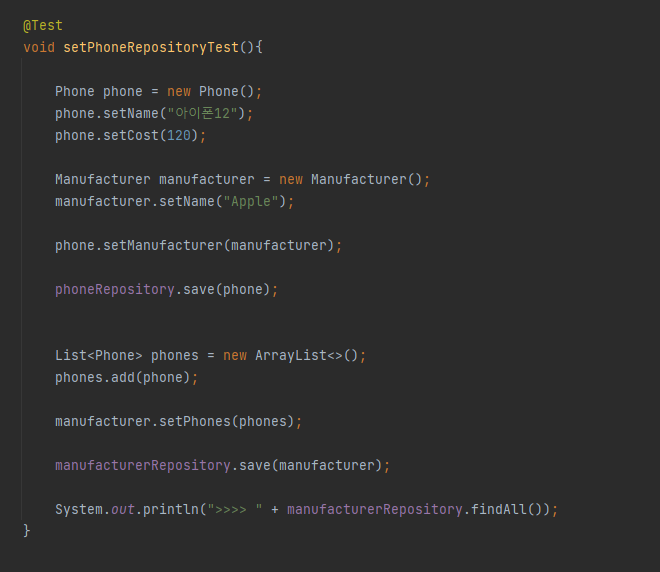 @Test
void setPhoneRepositoryTest(){
Phone phone = new Phone();
phone.setName("아이폰12");
phone.setCost(120);
Manufacturer manufacturer = new Manufacturer();
manufacturer.setName("Apple");
phone.setManufacturer(manufacturer);
phoneRepository.save(phone);
List<Phone> phones = new ArrayList<>();
phones.add(phone);
manufacturer.setPhones(phones);
manufacturerRepository.save(manufacturer);
System.out.println(">>>> " + manufacturerRepository.findAll());
}